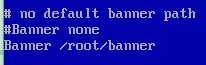 # no default banner path
#Banner none
Banner /root/banner